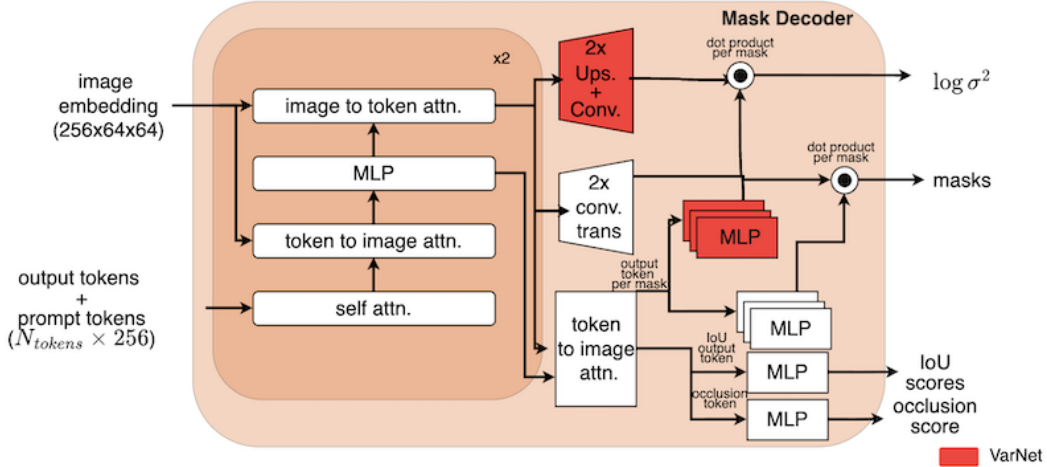 Mask Decoder
x2
image
embedding
(256x64x64)
image to token attn.
MLP
token to image attn.
self attn.
output tokens
+
prompt tokens
(N_{tokens} × 256)
2x
Ups.
+
Conv.
dot product
per mask
log σ²
2x
conv.
trans
dot product
per mask
masks
MLP
output
token
per mask
token
to image
attn.
MLP
IoU
output
token
MLP
IoU
scores
occlusion
token
MLP
occlusion
score
VarNet